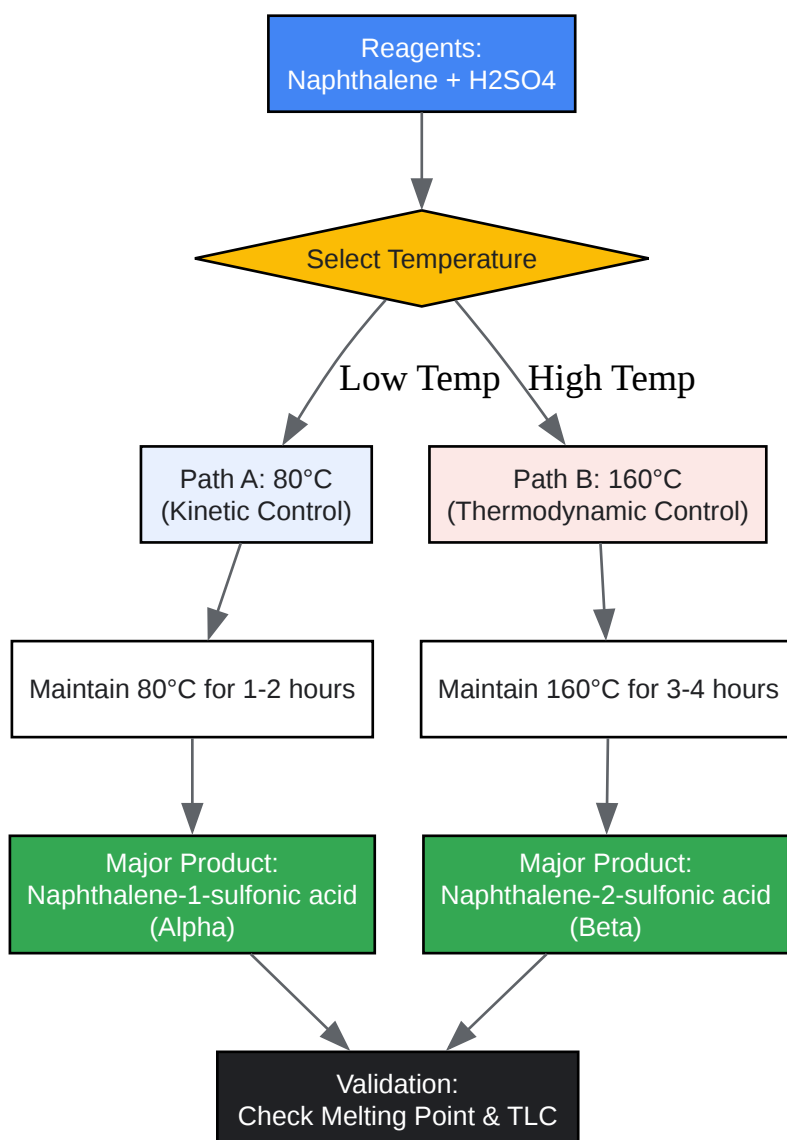 Reagents:
Naphthalene + H2SO4
Select Temperature
Low Temp
High Temp
Path A: 80°C
(Kinetic Control)
Path B: 160°C
(Thermodynamic Control)
Maintain 80°C for 1-2 hours
Maintain 160°C for 3-4 hours
Major Product:
Naphthalene-1-sulfonic acid
(Alpha)
Major Product:
Naphthalene-2-sulfonic acid
(Beta)
Validation:
Check Melting Point & TLC